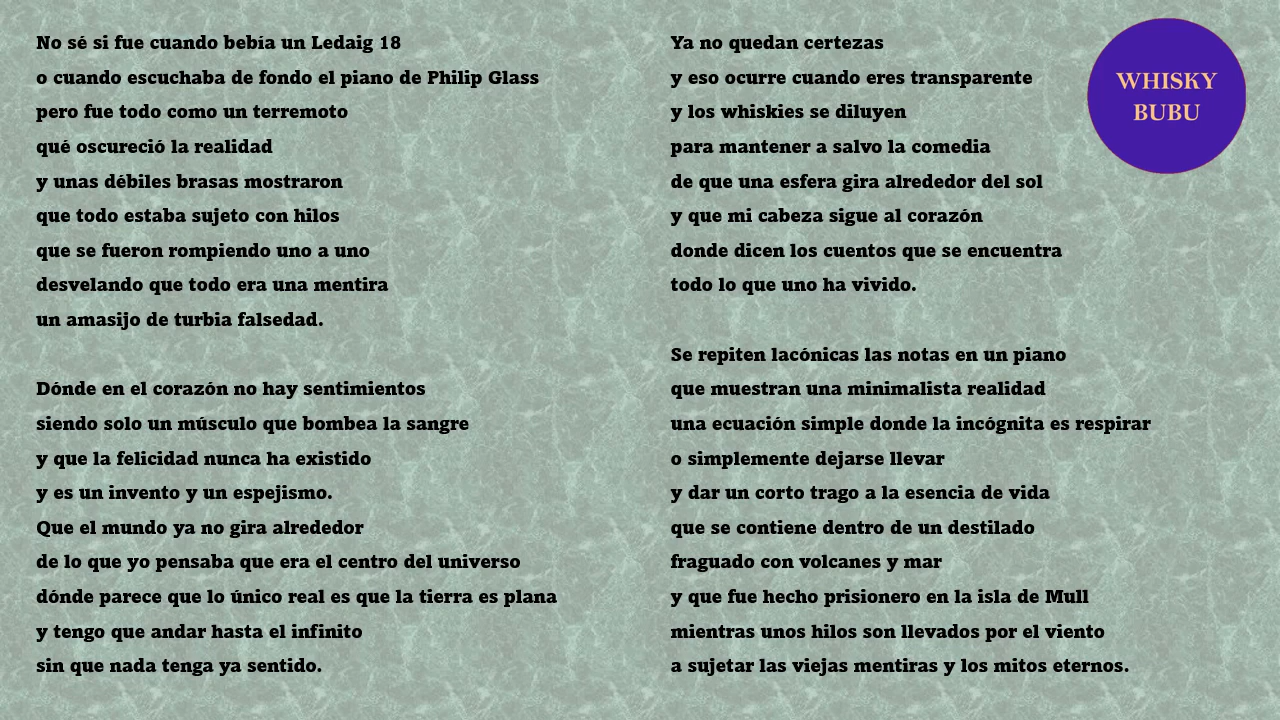 No sé si fue cuando bebía un Ledaig 18
o cuando escuchaba de fondo el piano de Philip Glass
pero fue todo como un terremoto
qué oscureció la realidad
y unas débiles brasas mostraron
que todo estaba sujeto con hilos
que se fueron rompiendo uno a uno
desvelando que todo era una mentira
un amasijo de turbia falsedad.

Dónde en el corazón no hay sentimientos
siendo solo un músculo que bombea la sangre
y que la felicidad nunca ha existido
y es un invento y un espejismo.
Que el mundo ya no gira alrededor
de lo que yo pensaba que era el centro del universo
dónde parece que lo único real es que la tierra es plana
y tengo que andar hasta el infinito
sin que nada tenga ya sentido.

Ya no quedan certezas
y eso ocurre cuando eres transparente
y los whiskies se diluyen
para mantener a salvo la comedia
de que una esfera gira alrededor del sol
y que mi cabeza sigue al corazón
donde dicen los cuentos que se encuentra
todo lo que uno ha vivido.

Se repiten lacónicas las notas en un piano
que muestran una minimalista realidad
una ecuación simple donde la incógnita es respirar
o simplemente dejarse llevar
y dar un corto trago a la esencia de vida
que se contiene dentro de un destilado
fraguado con volcanes y mar
y que fue hecho prisionero en la isla de Mull
mientras unos hilos son llevados por el viento
a sujetar las viejas mentiras y los mitos eternos.

WHISKY
BUBU